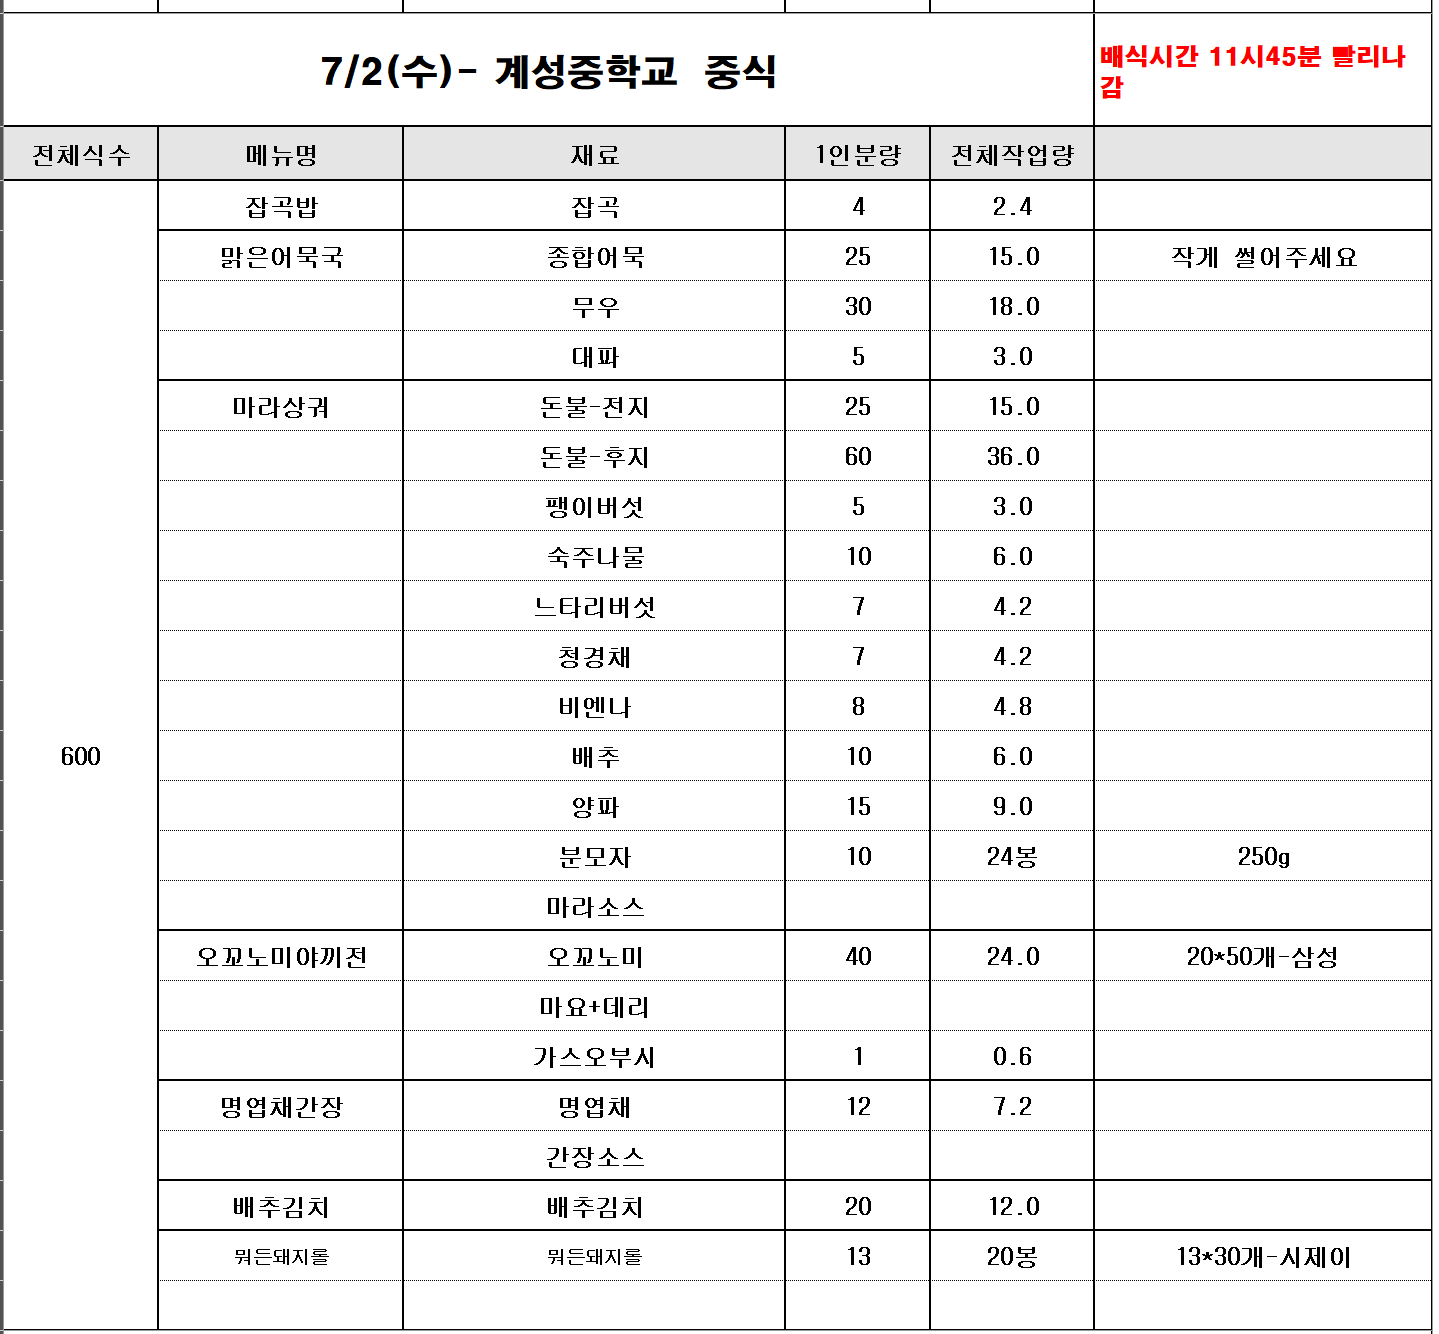 7/2(수)- 계성중학교 중식
배식시간 11시45분 빨리나
감
전체식수 메뉴명 재료 1인분량 전체작업량
600
잡곡밥 잡곡 4 2.4
맑은어묵국 종합어묵 25 15.0 작게 썰어주세요
무우 30 18.0
대파 5 3.0
마라상궈 돈불-전지 25 15.0
돈불-후지 60 36.0
팽이버섯 5 3.0
숙주나물 10 6.0
느타리버섯 7 4.2
청경채 7 4.2
비엔나 8 4.8
배추 10 6.0
양파 15 9.0
분모자 10 24봉 250g
마라소스
오꼬노미야끼전 오꼬노미 40 24.0 20*50개-삼성
마요+데리
가스오부시 1 0.6
명엽채간장 명엽채 12 7.2
간장소스
배추김치 배추김치 20 12.0
뭐든돼지롤 뭐든돼지롤 13 20봉 13*30개-시제이